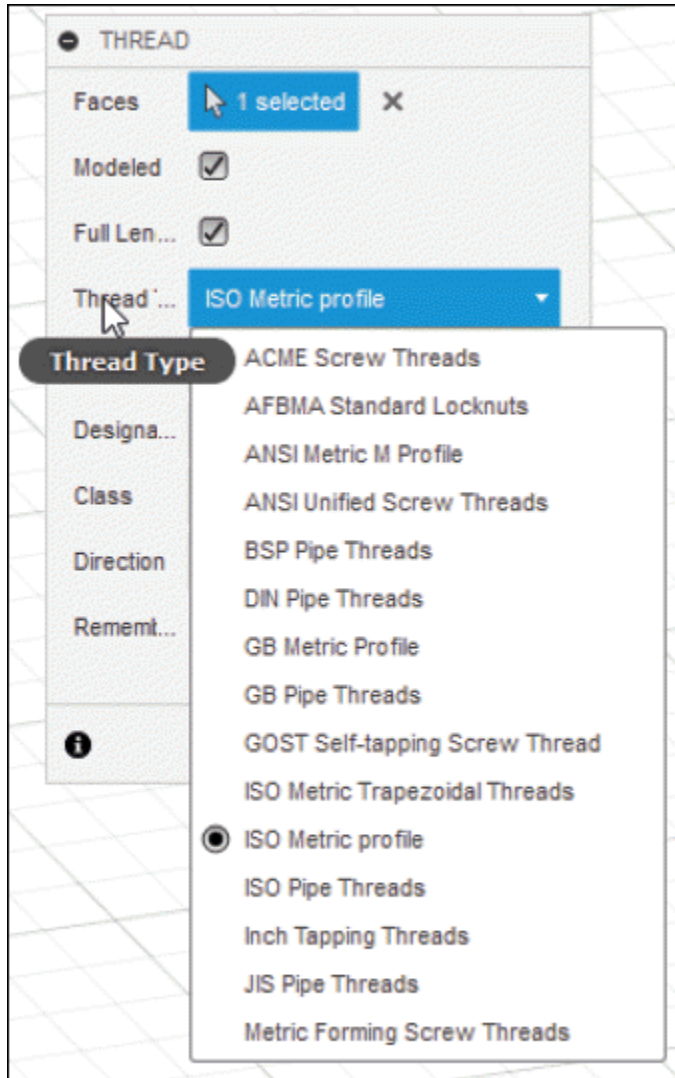 THREAD
Faces 1 selected
Modeled
Full Len...
Thread T... ISO Metric profile
Thread Type
ACME Screw Threads
AFBMA Standard Locknuts
ANSI Metric M Profile
Designa...
ANSI Unified Screw Threads
Class
BSP Pipe Threads
Direction
DIN Pipe Threads
Rememb...
GB Metric Profile
GB Pipe Threads
GOST Self-tapping Screw Thread
ISO Metric Trapezoidal Threads
ISO Metric profile
ISO Pipe Threads
Inch Tapping Threads
JIS Pipe Threads
Metric Forming Screw Threads